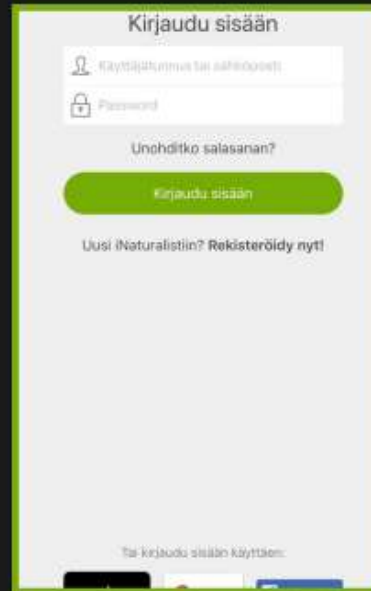 Kirjaudu sisään
Käyttäjätunnus tai sähköposti
Password
Unohditko salasanan?
Kirjaudu sisään
Uusi iNaturalistiin? Rekisteröidy nyt!
Tai kirjaudu sisään käyttäen: